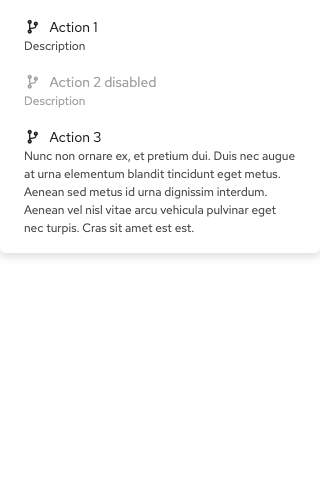 Action 1
Description
Action 2 disabled
Description
Action 3
Nunc non ornare ex, et pretium dui. Duis nec augue
at urna elementum blandit tincidunt eget metus.
Aenean sed metus id urna dignissim interdum.
Aenean vel nisl vitae arcu vehicula pulvinar eget
nec turpis. Cras sit amet est est.